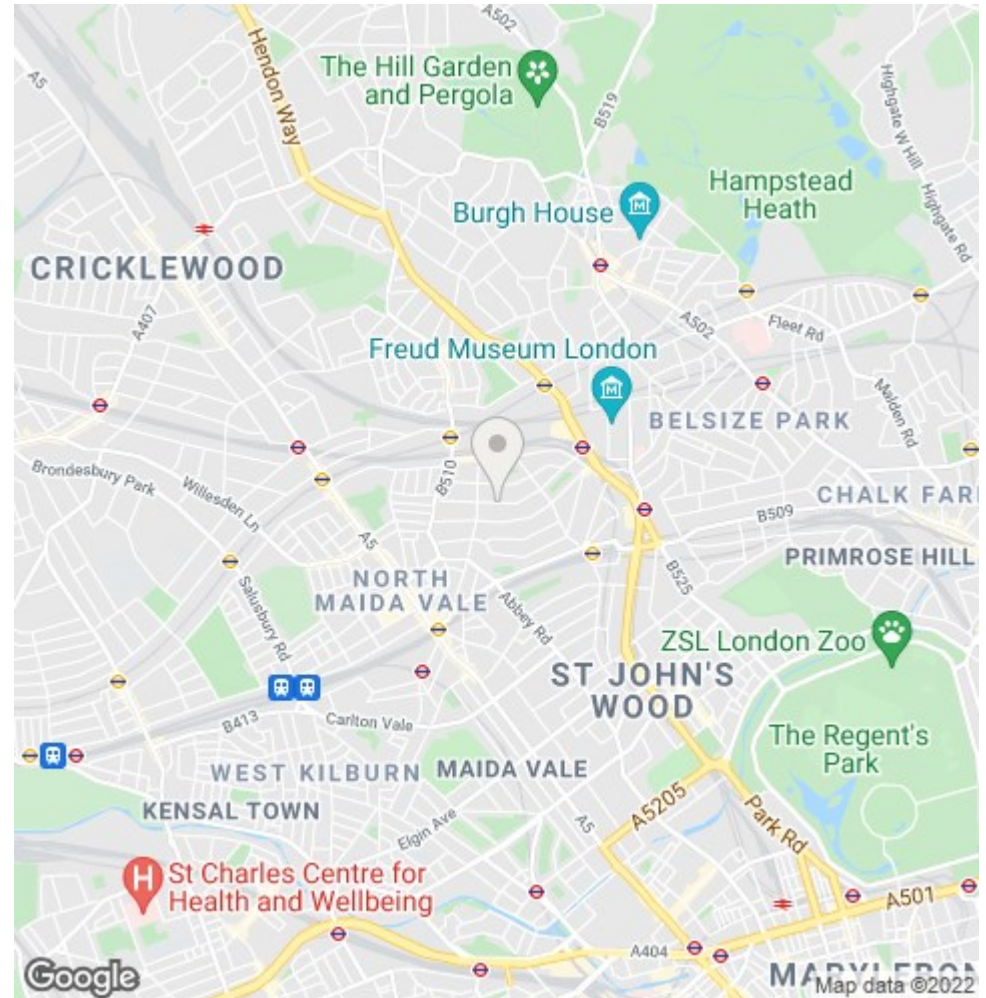 A502
Hendon Way
A5
The Hill Garden
and Pergola
B519
Highgate W Hill
Highgate Rd
Burgh House
Hampstead
Heath
CRICKLEWOOD
A407
A502
Fleet Rd
Freud Museum London
Malden Rd
BELSIZE PARK
Brondesbury Park
Willesden Ln
B510
A5
CHALK FAR
B509
PRIMROSE HILL
NORTH
MAIDA VALE
Salusbury Rd
Abbey Rd
B525
ZSL London Zoo
ST JOHN'S
WOOD
B413
Carlton Vale
The Regent's
Park
WEST KILBURN
MAIDA VALE
KENSAL TOWN
Elgin Ave
A5
A5205
Park Rd
H
St Charles Centre for
Health and Wellbeing
A501
A404
MARYLEBON
Google
Map data ©2022